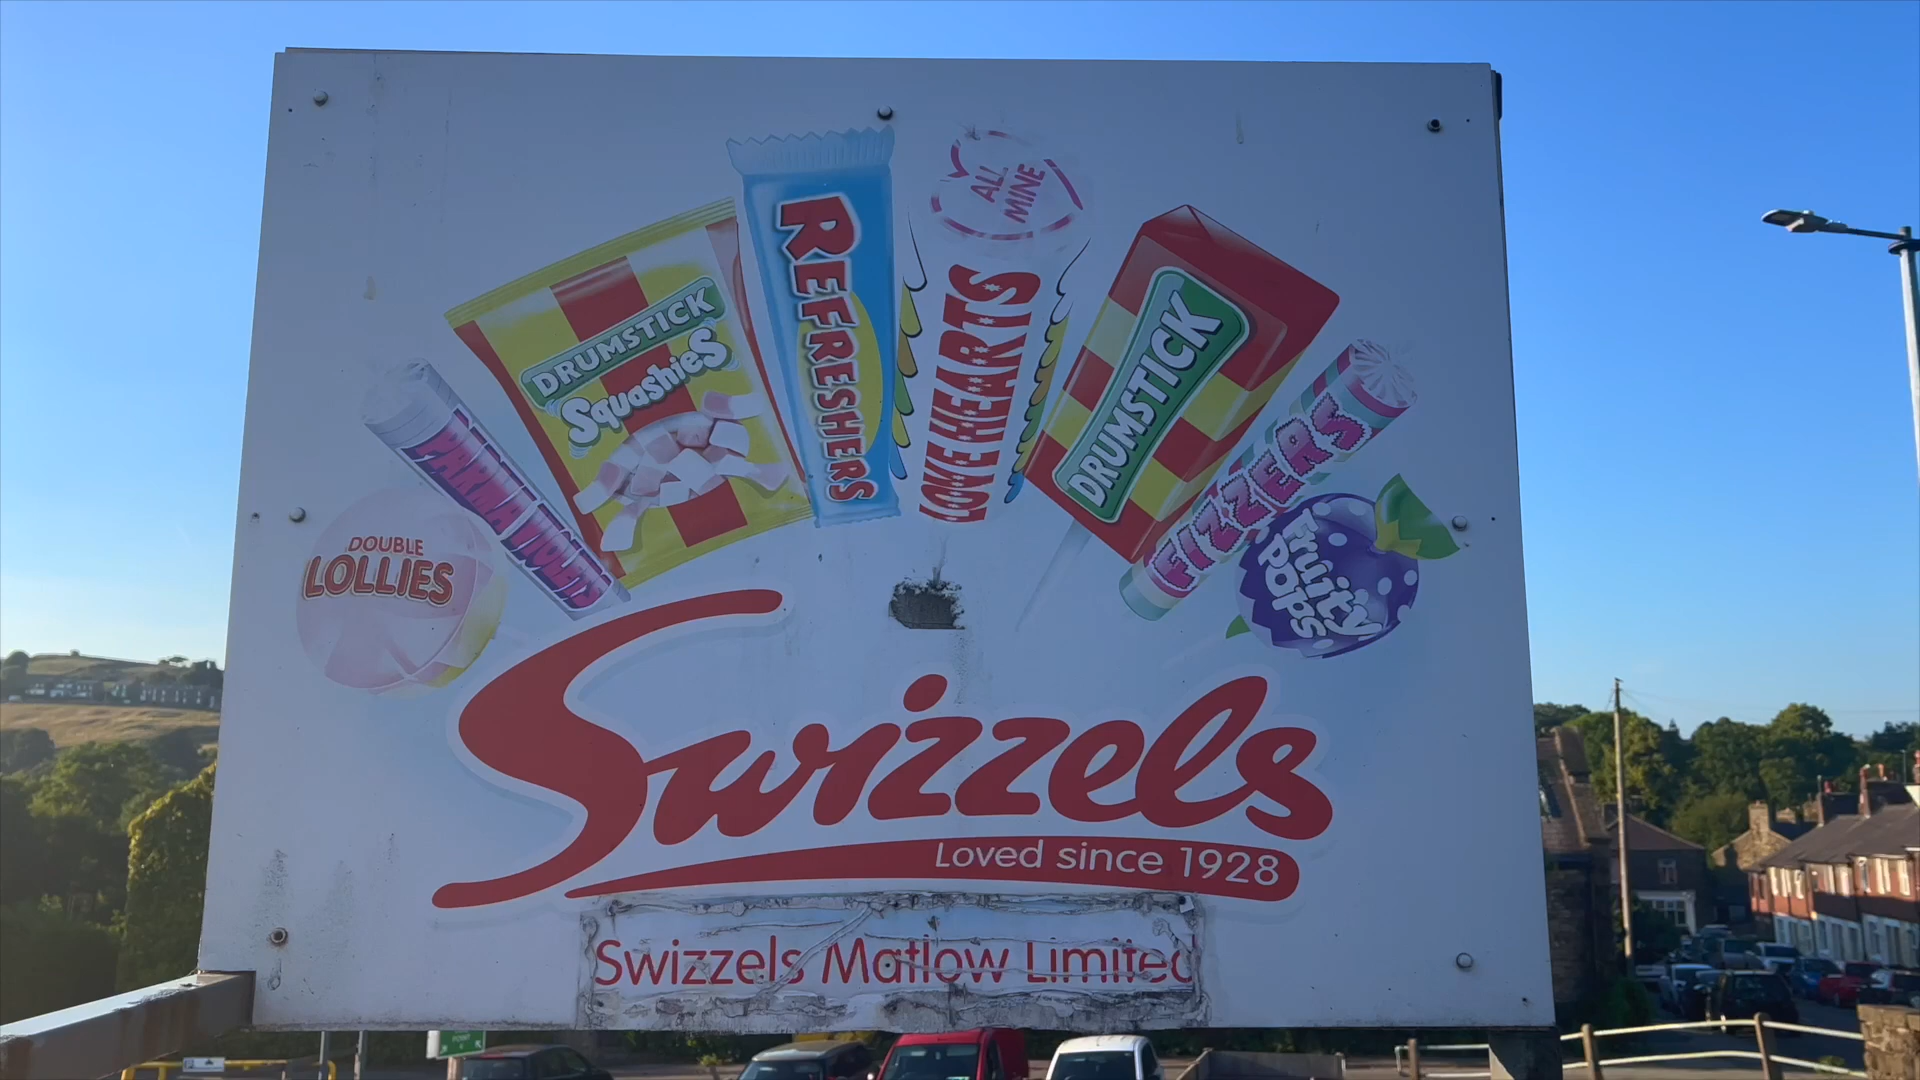 DOUBLE
LOLLIES
PARMA VIOLETS
DRUMSTICK
Squashies
REFRESHERS
ALL
MINE
LOVE HEARTS
DRUMSTICK
FIZZERS
Fruity
Pops
Swizzels
Loved since 1928
Swizzels Matlow Limited